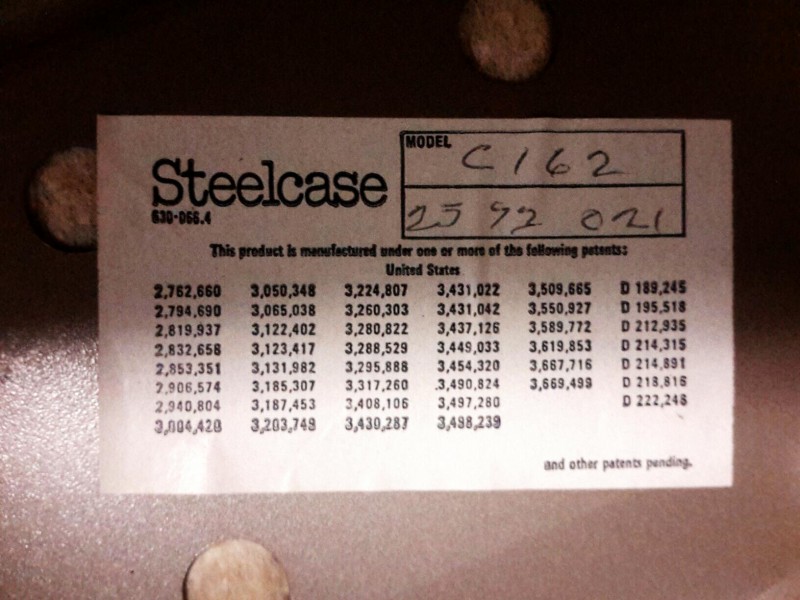 MODEL
C162
Steelcase
630-066.4
2592 021
This product is manufactured under one or more of the following patents:
United States
2,762,660 3,050,348 3,224,807 3,431,022 3,509,665 D 189,245
2,794,690 3,065,038 3,260,303 3,431,042 3,550,927 D 195,518
2,819,937 3,122,402 3,280,822 3,437,126 3,589,772 D 212,935
2,832,658 3,123,417 3,288,529 3,449,033 3,619,853 D 214,315
2,853,351 3,131,982 3,295,888 3,454,320 3,667,716 D 214,891
2,906,574 3,185,307 3,317,260 3,490,824 3,669,499 D 218,816
2,940,804 3,187,453 3,408,106 3,497,280 D 222,248
3,004,420 3,203,749 3,430,287 3,498,239
and other patents pending.